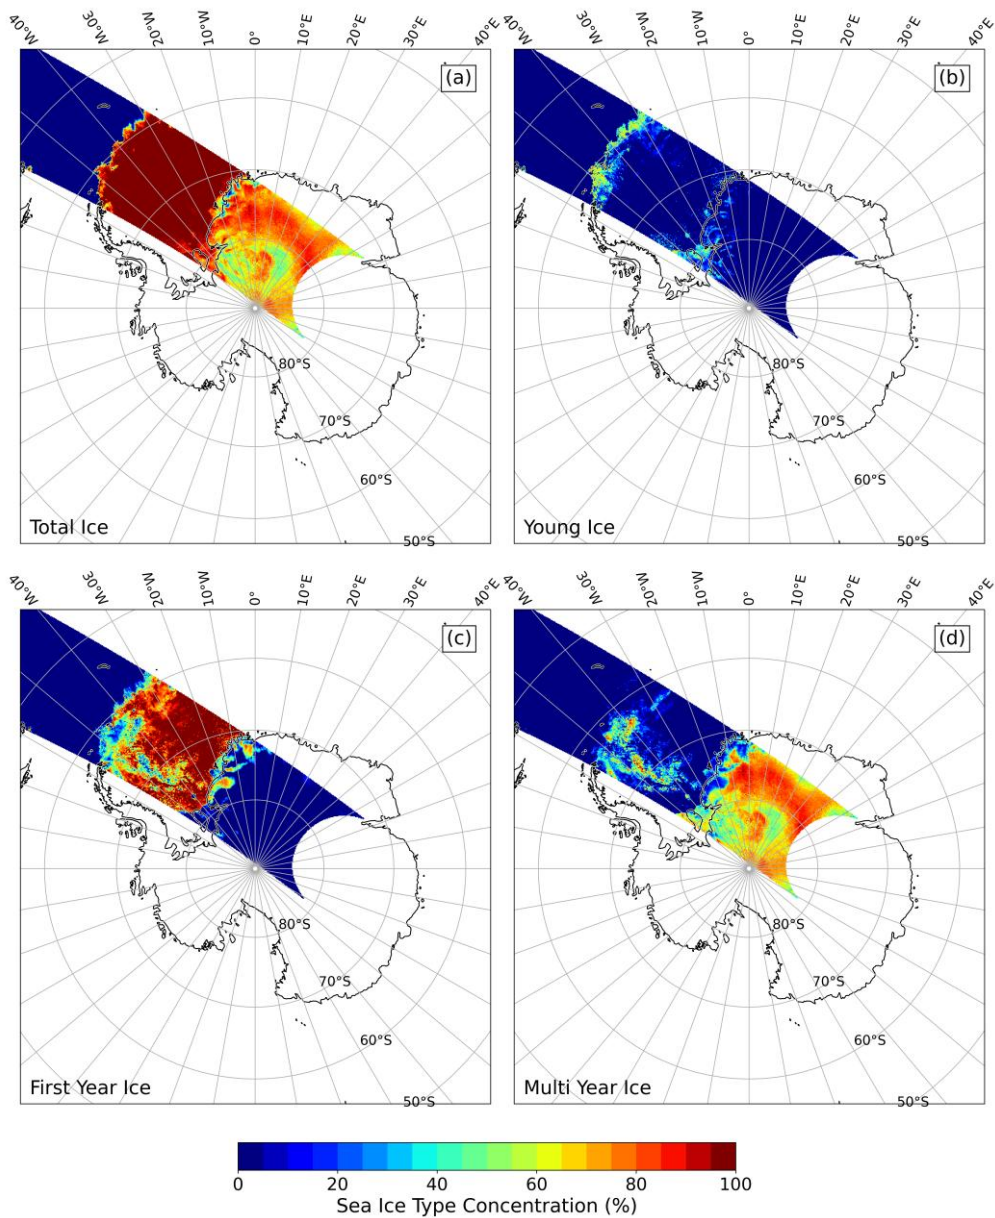 40°W 30°W 20°W 10°W 0° 10°E 20°E 30°E 40°E
(a)
80°S
70°S
60°S
50°S
Total Ice
40°W 30°W 20°W 10°W 0° 10°E 20°E 30°E 40°E
(b)
80°S
70°S
60°S
50°S
Young Ice
40°W 30°W 20°W 10°W 0° 10°E 20°E 30°E 40°E
(c)
80°S
70°S
60°S
50°S
First Year Ice
40°W 30°W 20°W 10°W 0° 10°E 20°E 30°E 40°E
(d)
80°S
70°S
60°S
50°S
Multi Year Ice
0 20 40 60 80 100
Sea Ice Type Concentration (%)